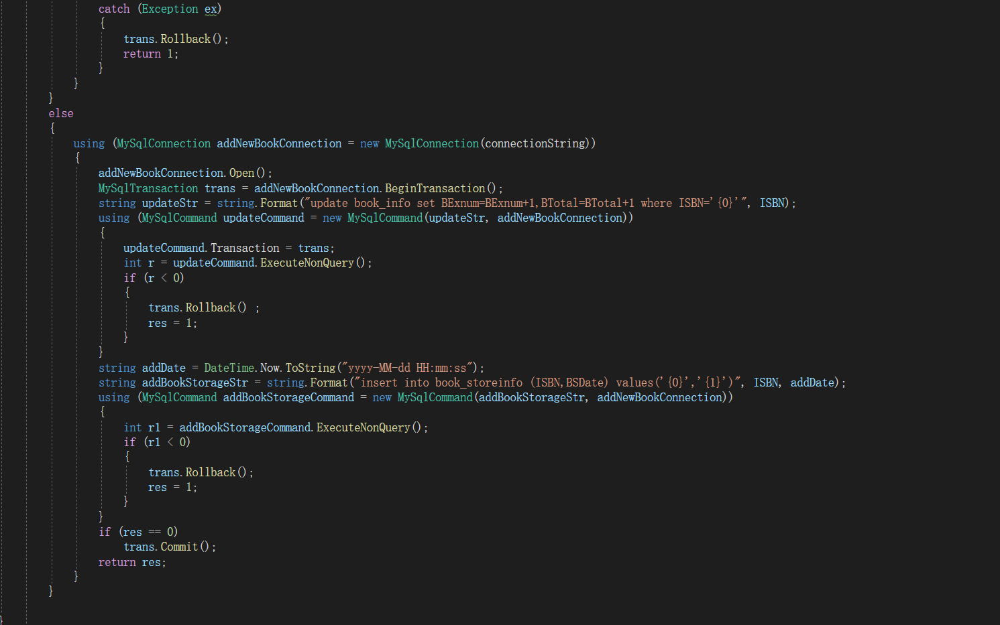 catch (Exception ex)
{
trans.Rollback();
return 1;
}
}
}
else
{
using (MySqlConnection addNewBookConnection = new MySqlConnection(connectionString))
{
addNewBookConnection.Open();
MySqlTransaction trans = addNewBookConnection.BeginTransaction();
string updateStr = string.Format("update book_info set BExnum=BExnum+1,BTotal=BTotal+1 where ISBN='{0}'", ISBN);
using (MySqlCommand updateCommand = new MySqlCommand(updateStr, addNewBookConnection))
{
updateCommand.Transaction = trans;
int r = updateCommand.ExecuteNonQuery();
if (r < 0)
{
trans.Rollback() ;
res = 1;
}
}
string addDate = DateTime.Now.ToString("yyyy-MM-dd HH:mm:ss");
string addBookStorageStr = string.Format("insert into book_storeinfo (ISBN,BSDate) values('{0}','{1}')", ISBN, addDate);
using (MySqlCommand addBookStorageCommand = new MySqlCommand(addBookStorageStr, addNewBookConnection))
{
int r1 = addBookStorageCommand.ExecuteNonQuery();
if (r1 < 0)
{
trans.Rollback();
res = 1;
}
}
if (res == 0)
trans.Commit();
return res;
}
}
}